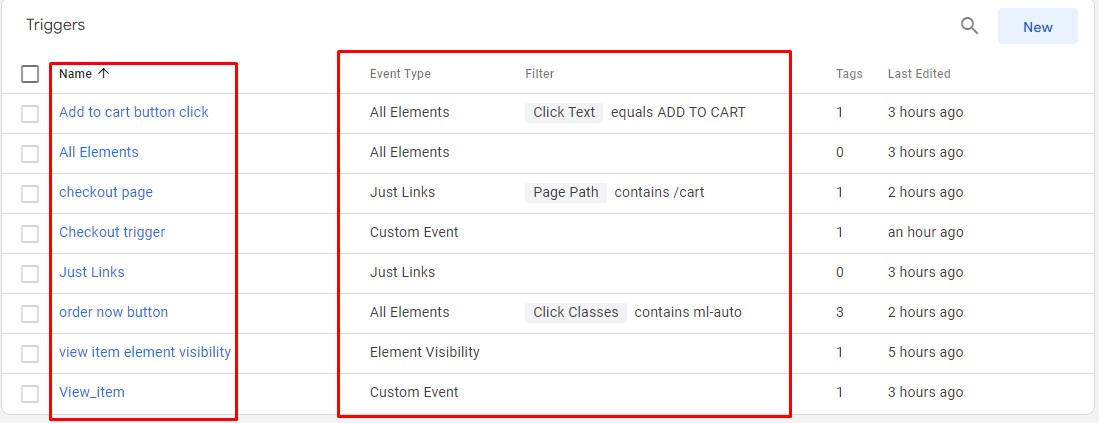 Triggers
New
Name Event Type Filter Tags Last Edited
Add to cart button click All Elements Click Text equals ADD TO CART 1 3 hours ago
All Elements All Elements 0 3 hours ago
checkout page Just Links Page Path contains /cart 1 2 hours ago
Checkout trigger Custom Event 1 an hour ago
Just Links Just Links 0 3 hours ago
order now button All Elements Click Classes contains ml-auto 3 2 hours ago
view item element visibility Element Visibility 1 5 hours ago
View_item Custom Event 1 3 hours ago